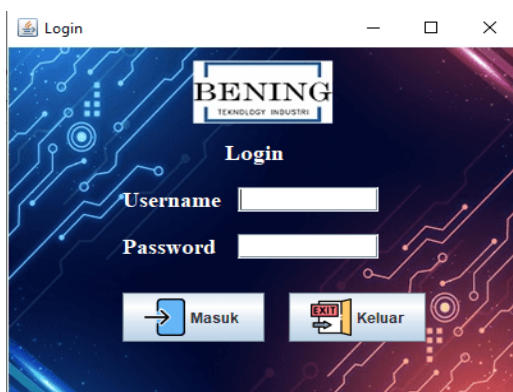 Login
BENING
TEKNOLOGY INDUSTRI
Login
Username
Password
Masuk
EXIT Keluar